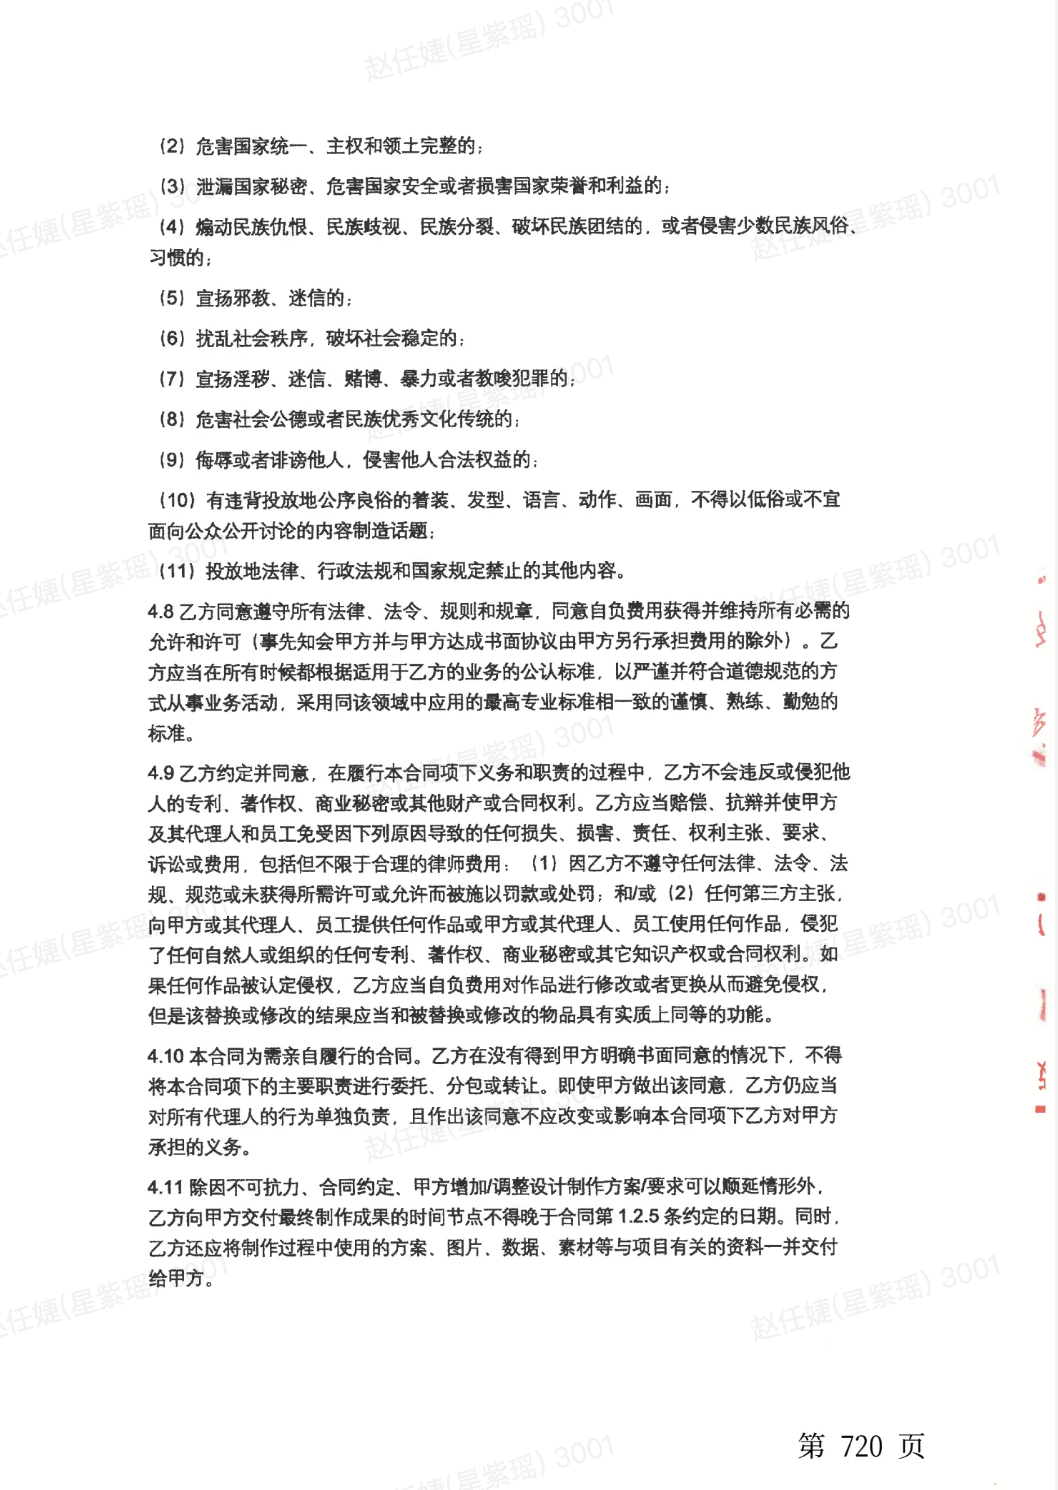 赵任婕(星紫瑶) 3001
(2) 危害国家统一、主权和领土完整的;
(3) 泄漏国家秘密、危害国家安全或者损害国家荣誉和利益的;
(4) 煽动民族仇恨、民族歧视、民族分裂、破坏民族团结的,或者侵害少数民族风俗、
习惯的;
(5) 宣扬邪教、迷信的;
(6) 扰乱社会秩序,破坏社会稳定的;
(7) 宣扬淫秽、迷信、赌博、暴力或者教唆犯罪的;
(8) 危害社会公德或者民族优秀文化传统的;
(9) 侮辱或者诽谤他人,侵害他人合法权益的;
(10) 有违背投放地公序良俗的着装、发型、语言、动作、画面,不得以低俗或不宜
面向公众公开讨论的内容制造话题;
(11) 投放地法律、行政法规和国家规定禁止的其他内容。
4.8 乙方同意遵守所有法律、法令、规则和规章,同意自负费用获得并维持所有必需的
允许和许可(事先知会甲方并与甲方达成书面协议由甲方另行承担费用的除外)。乙
方应当在所有时候都根据适用于乙方的业务的公认标准,以严谨并符合道德规范的方
式从事业务活动,采用同该领域中应用的最高专业标准相一致的谨慎、熟练、勤勉的
标准。
4.9 乙方约定并同意,在履行本合同项下义务和职责的过程中,乙方不会违反或侵犯他
人的专利、著作权、商业秘密或其他财产或合同权利。乙方应当赔偿、抗辩并使甲方
及其代理人和员工免受因下列原因导致的任何损失、损害、责任、权利主张、要求、
诉讼或费用,包括但不限于合理的律师费用:(1)因乙方不遵守任何法律、法令、法
规、规范或未获得所需许可或允许而被施以罚款或处罚;和/或(2)任何第三方主张,
向甲方或其代理人、员工提供任何作品或甲方或其代理人、员工使用任何作品,侵犯
了任何自然人或组织的任何专利、著作权、商业秘密或其它知识产权或合同权利。如
果任何作品被认定侵权,乙方应当自负费用对作品进行修改或者更换从而避免侵权,
但是该替换或修改的结果应当和被替换或修改的物品具有实质上同等的功能。
4.10 本合同为需亲自履行的合同。乙方在没有得到甲方明确书面同意的情况下,不得
将本合同项下的主要职责进行委托、分包或转让。即使甲方做出该同意,乙方仍应当
对所有代理人的行为单独负责,且作出该同意不应改变或影响本合同项下乙方对甲方
承担的义务。
4.11 除因不可抗力、合同约定、甲方增加/调整设计制作方案/要求可以顺延情形外,
乙方向甲方交付最终制作成果的时间节点不得晚于合同第 1.2.5 条约定的日期。同时,
乙方还应将制作过程中使用的方案、图片、数据、素材等与项目有关的资料一并交付
给甲方。
第 720 页